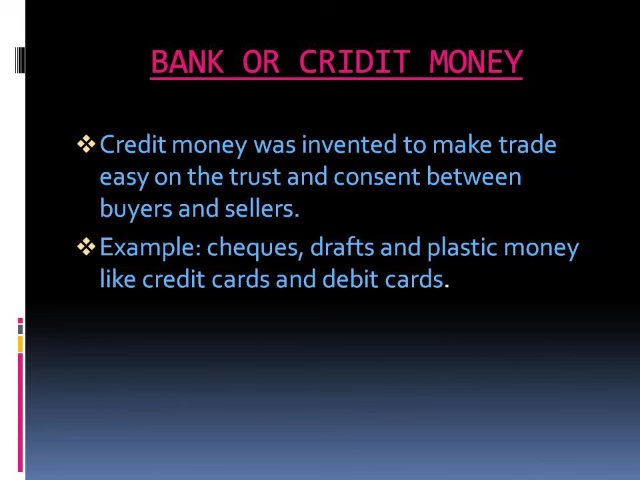 BANK OR CRIDIT MONEY
❖Credit money was invented to make trade
easy on the trust and consent between
buyers and sellers.
❖Example: cheques, drafts and plastic money
like credit cards and debit cards.